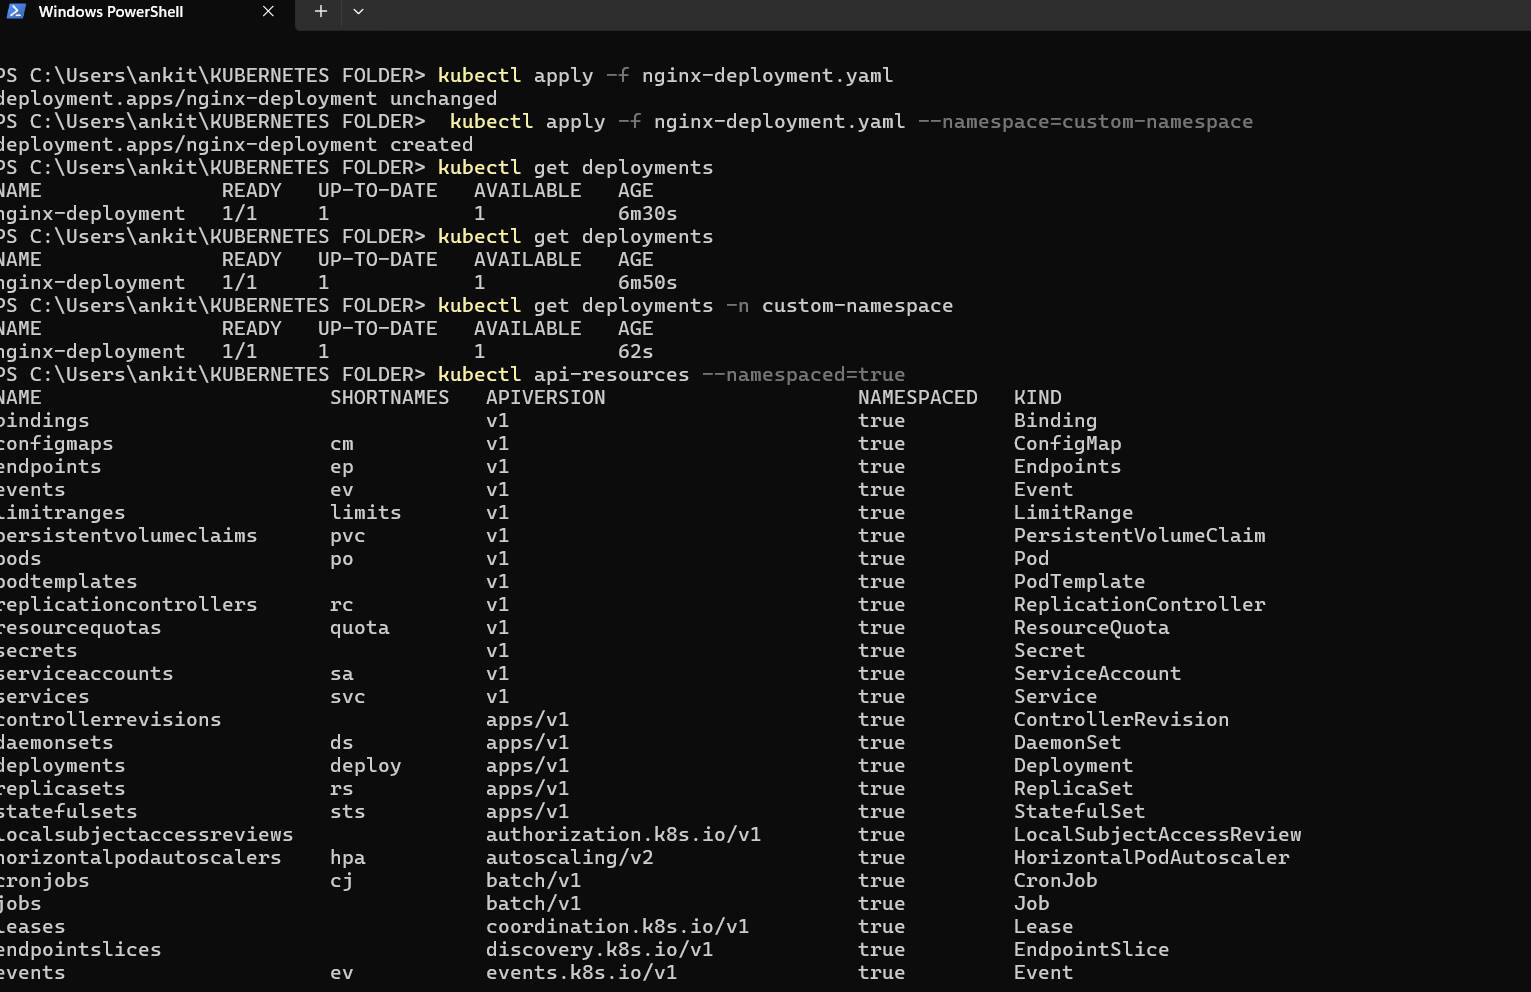 Windows PowerShell
PS C:\Users\ankit\KUBERNETES FOLDER> kubectl apply -f nginx-deployment.yaml
deployment.apps/nginx-deployment unchanged
PS C:\Users\ankit\KUBERNETES FOLDER>  kubectl apply -f nginx-deployment.yaml --namespace=custom-namespace
deployment.apps/nginx-deployment created
PS C:\Users\ankit\KUBERNETES FOLDER> kubectl get deployments
NAME               READY   UP-TO-DATE   AVAILABLE   AGE
nginx-deployment   1/1     1            1           6m30s
PS C:\Users\ankit\KUBERNETES FOLDER> kubectl get deployments
NAME               READY   UP-TO-DATE   AVAILABLE   AGE
nginx-deployment   1/1     1            1           6m50s
PS C:\Users\ankit\KUBERNETES FOLDER> kubectl get deployments -n custom-namespace
NAME               READY   UP-TO-DATE   AVAILABLE   AGE
nginx-deployment   1/1     1            1           62s
PS C:\Users\ankit\KUBERNETES FOLDER> kubectl api-resources --namespaced=true
NAME                        SHORTNAMES   APIVERSION                     NAMESPACED   KIND
bindings                                 v1                             true         Binding
configmaps                  cm           v1                             true         ConfigMap
endpoints                   ep           v1                             true         Endpoints
events                      ev           v1                             true         Event
limitranges                 limits       v1                             true         LimitRange
persistentvolumeclaims      pvc          v1                             true         PersistentVolumeClaim
pods                        po           v1                             true         Pod
podtemplates                             v1                             true         PodTemplate
replicationcontrollers      rc           v1                             true         ReplicationController
resourcequotas              quota        v1                             true         ResourceQuota
secrets                                  v1                             true         Secret
serviceaccounts             sa           v1                             true         ServiceAccount
services                    svc          v1                             true         Service
controllerrevisions                      apps/v1                        true         ControllerRevision
daemonsets                  ds           apps/v1                        true         DaemonSet
deployments                 deploy       apps/v1                        true         Deployment
replicasets                 rs           apps/v1                        true         ReplicaSet
statefulsets                sts          apps/v1                        true         StatefulSet
localsubjectaccessreviews                authorization.k8s.io/v1        true         LocalSubjectAccessReview
horizontalpodautoscalers    hpa          autoscaling/v2                 true         HorizontalPodAutoscaler
cronjobs                    cj           batch/v1                       true         CronJob
jobs                                     batch/v1                       true         Job
leases                                   coordination.k8s.io/v1         true         Lease
endpointslices                           discovery.k8s.io/v1            true         EndpointSlice
events                      ev           events.k8s.io/v1               true         Event